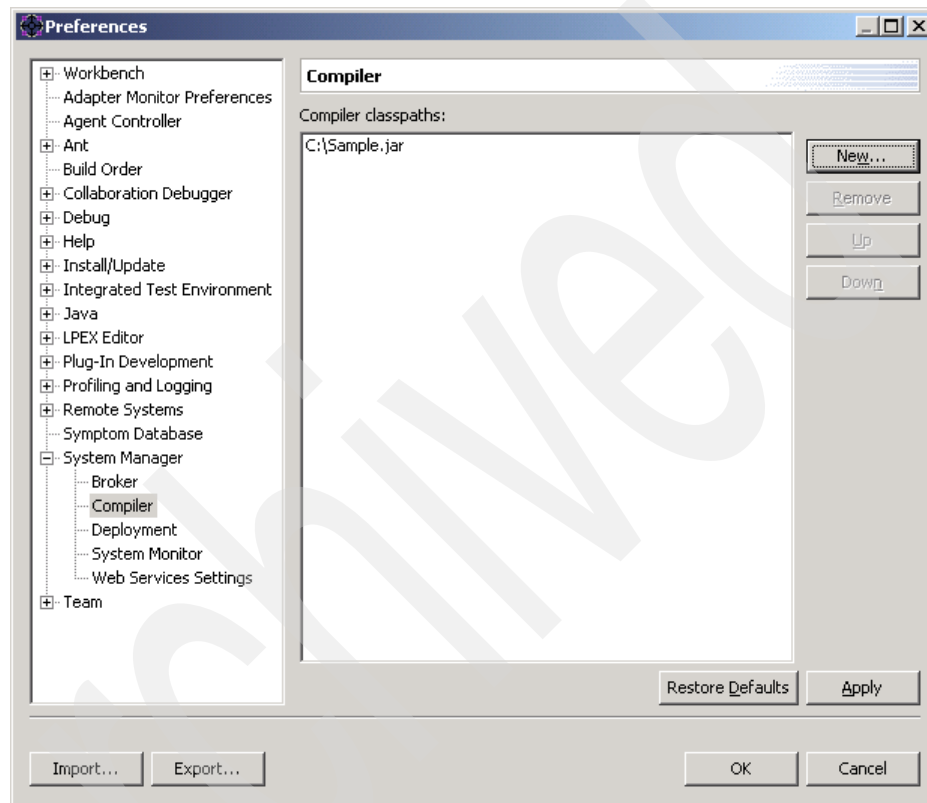 Preferences
Workbench
Adapter Monitor Preferences
Agent Controller
Ant
Build Order
Collaboration Debugger
Debug
Help
Install/Update
Integrated Test Environment
Java
LPEX Editor
Plug-In Development
Profiling and Logging
Remote Systems
Symptom Database
System Manager
Broker
Compiler
Deployment
System Monitor
Web Services Settings
Team
Compiler
Compiler classpaths:
C:\Sample.jar
New...
Remove
Up
Down
Restore Defaults
Apply
Import...
Export...
OK
Cancel
chived